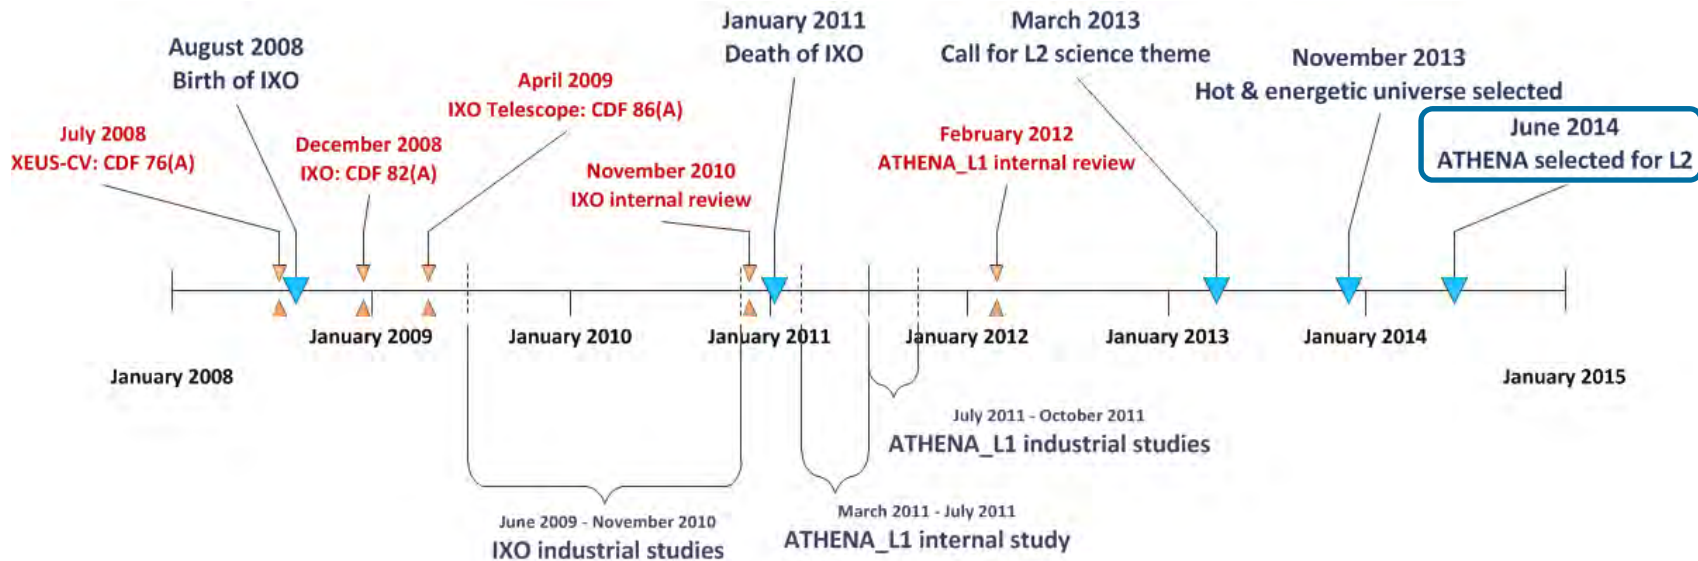 August 2008
Birth of IXO
January 2011
Death of IXO
March 2013
Call for L2 science theme
November 2013
Hot & energetic universe selected
July 2008
XEUS-CV: CDF 76(A)
December 2008
IXO: CDF 82(A)
April 2009
IXO Telescope: CDF 86(A)
November 2010
IXO internal review
February 2012
ATHENA_L1 internal review
June 2014
ATHENA selected for L2
January 2008
January 2009
January 2010
January 2011
January 2012
January 2013
January 2014
January 2015
June 2009 - November 2010
IXO industrial studies
March 2011 - July 2011
ATHENA_L1 internal study
July 2011 - October 2011
ATHENA_L1 industrial studies